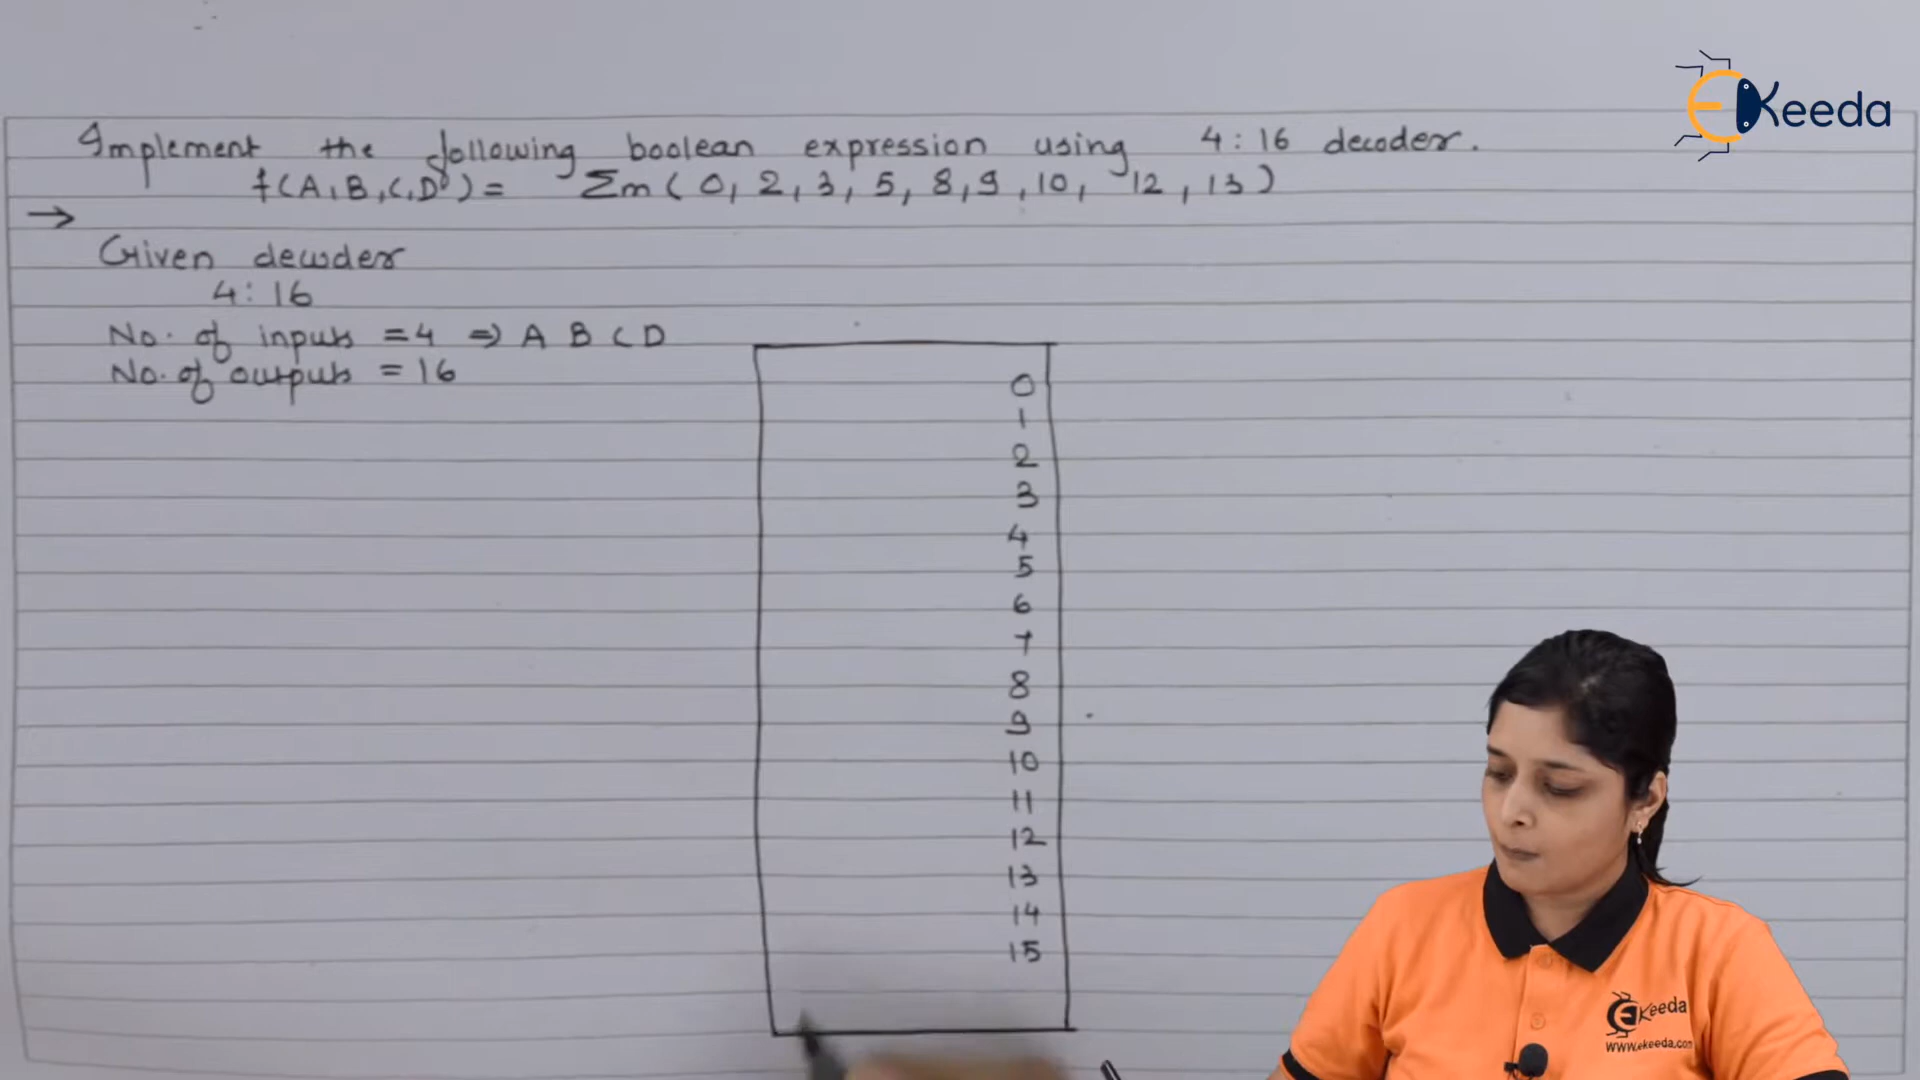 Keeda
Implement the following boolean expression using 4:16 decoder.
f(A,B,C,D) = Σm(0, 2, 3, 5, 8, 9, 10, 12, 13)
→
Given decoder
4:16
No. of inputs = 4 ⇒ A B C D
No. of outputs = 16
0
1
2
3
4
5
6
7
8
9
10
11
12
13
14
15
Keeda
www.ekeeda.com